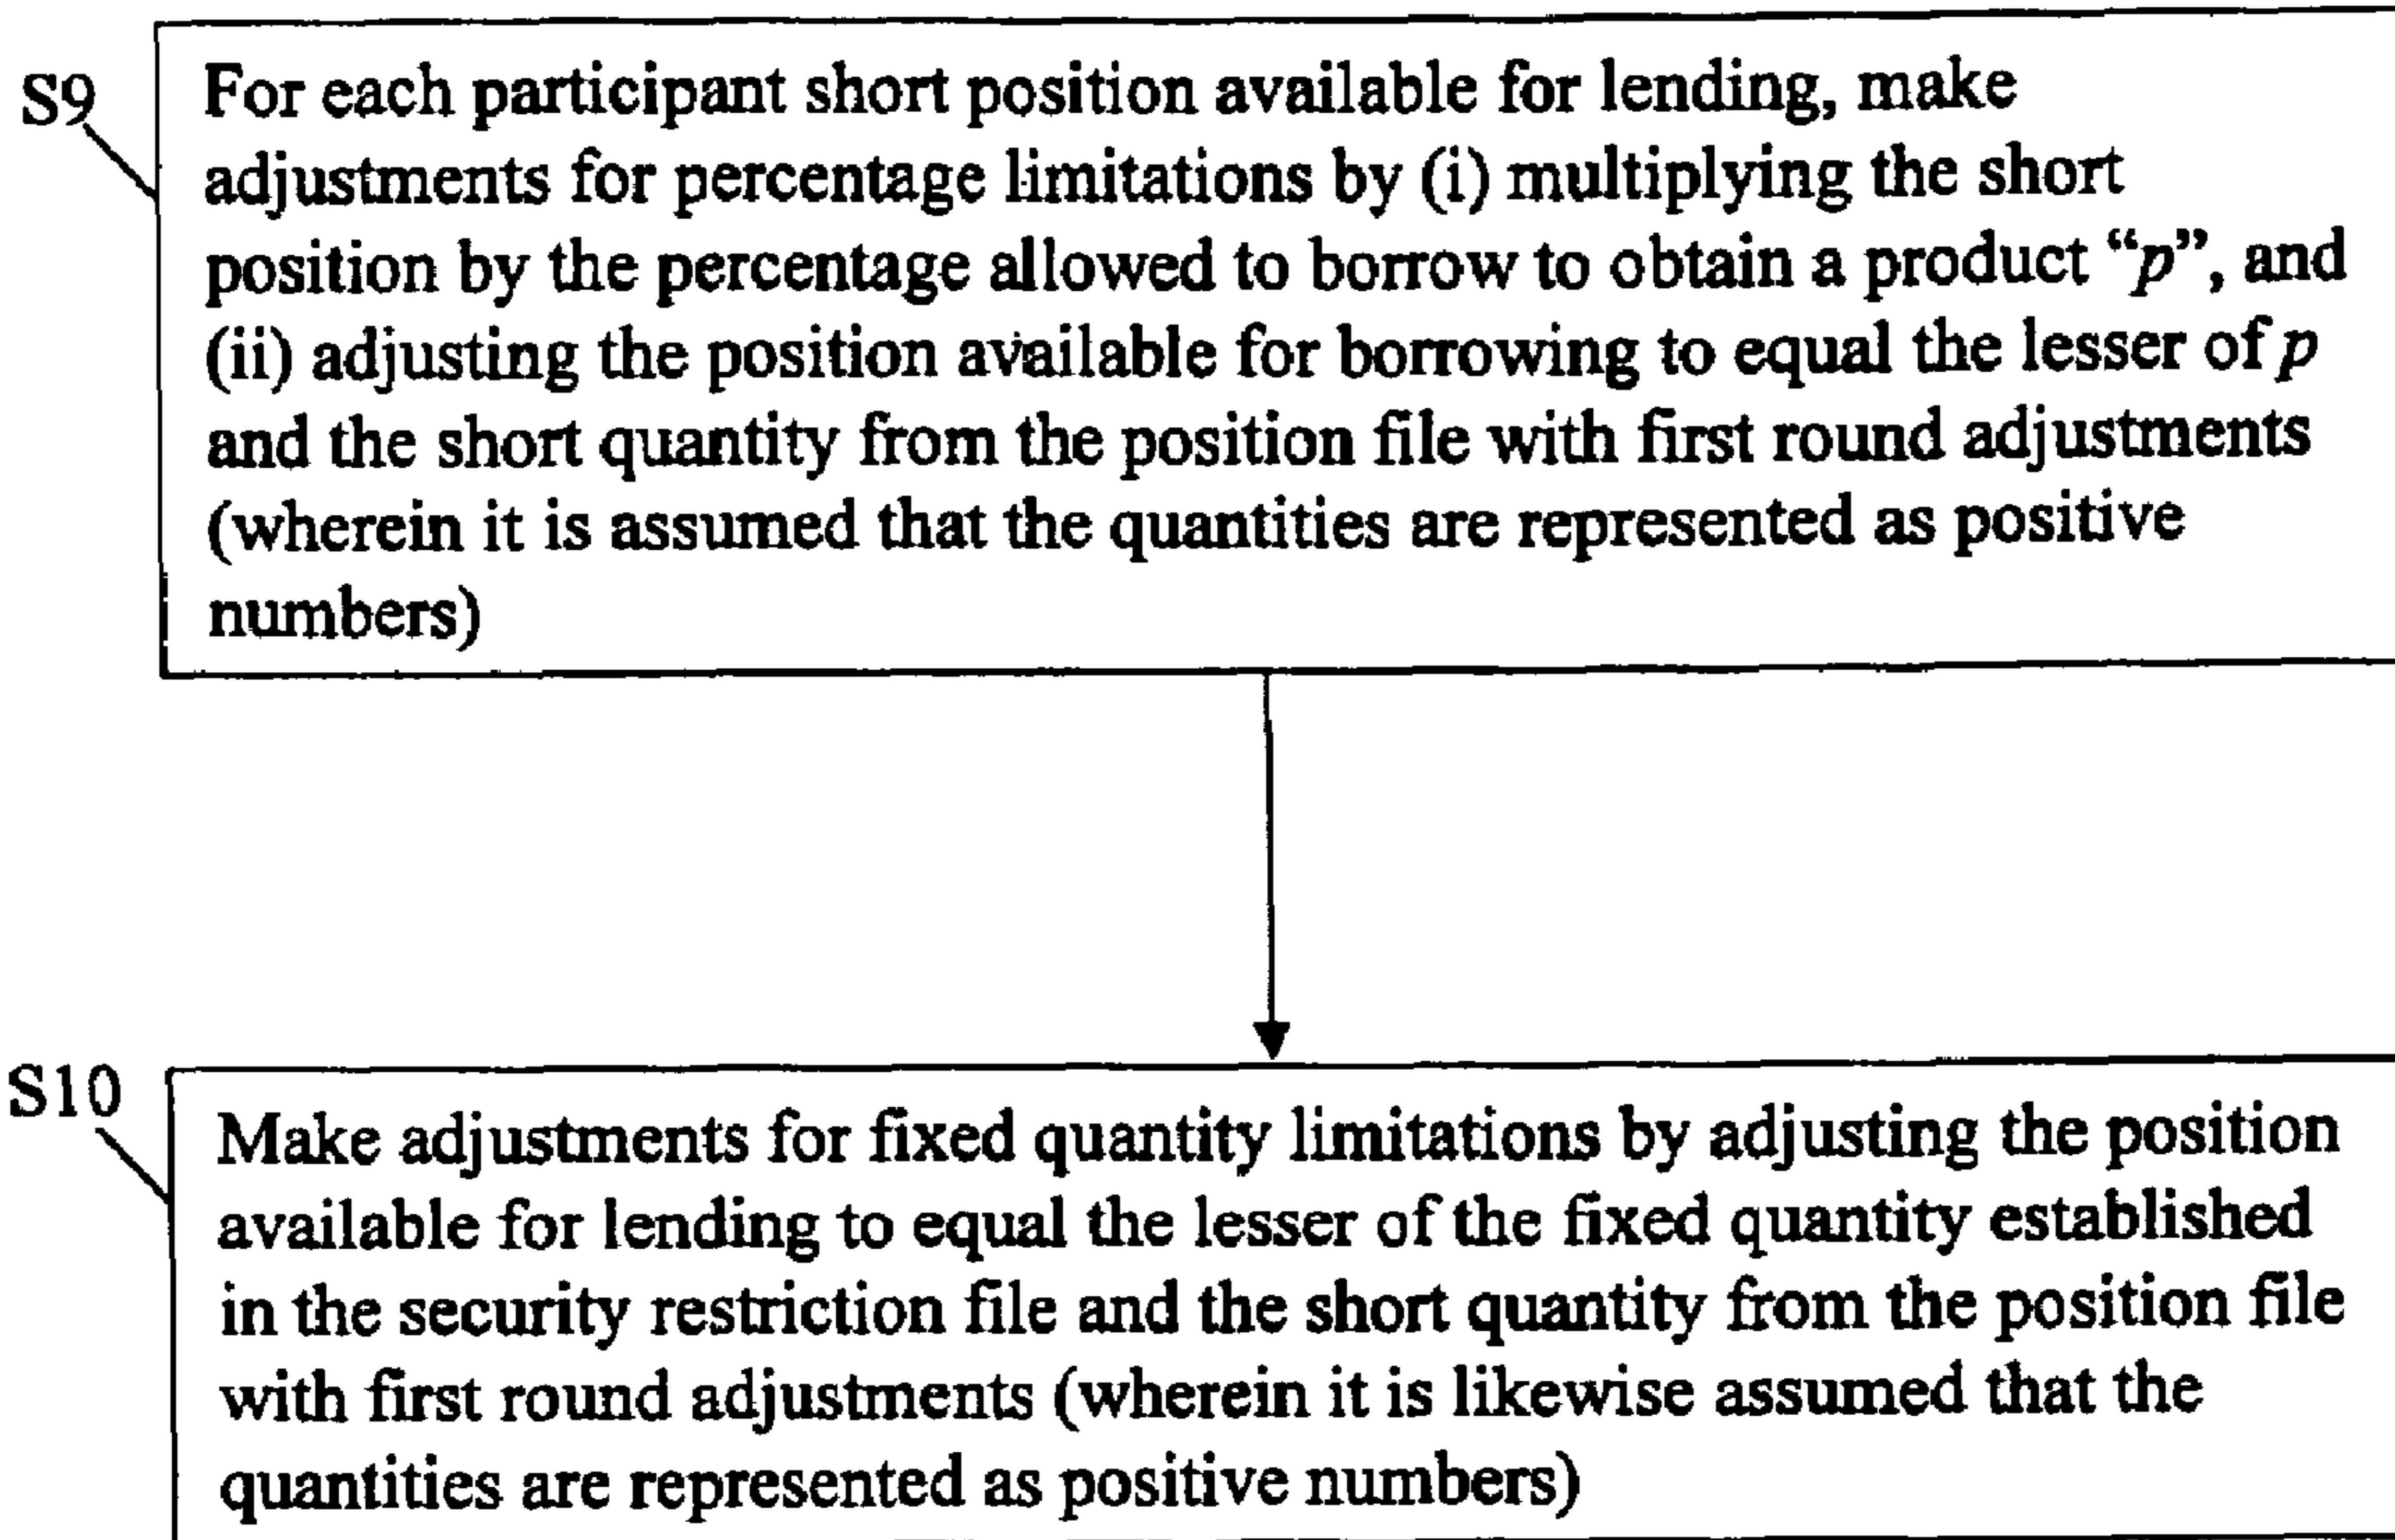 S9
For each participant short position available for lending, make
adjustments for percentage limitations by (i) multiplying the short
position by the percentage allowed to borrow to obtain a product “p”, and
(ii) adjusting the position available for borrowing to equal the lesser of p
and the short quantity from the position file with first round adjustments
(wherein it is assumed that the quantities are represented as positive
numbers)
S10
Make adjustments for fixed quantity limitations by adjusting the position
available for lending to equal the lesser of the fixed quantity established
in the security restriction file and the short quantity from the position file
with first round adjustments (wherein it is likewise assumed that the
quantities are represented as positive numbers)